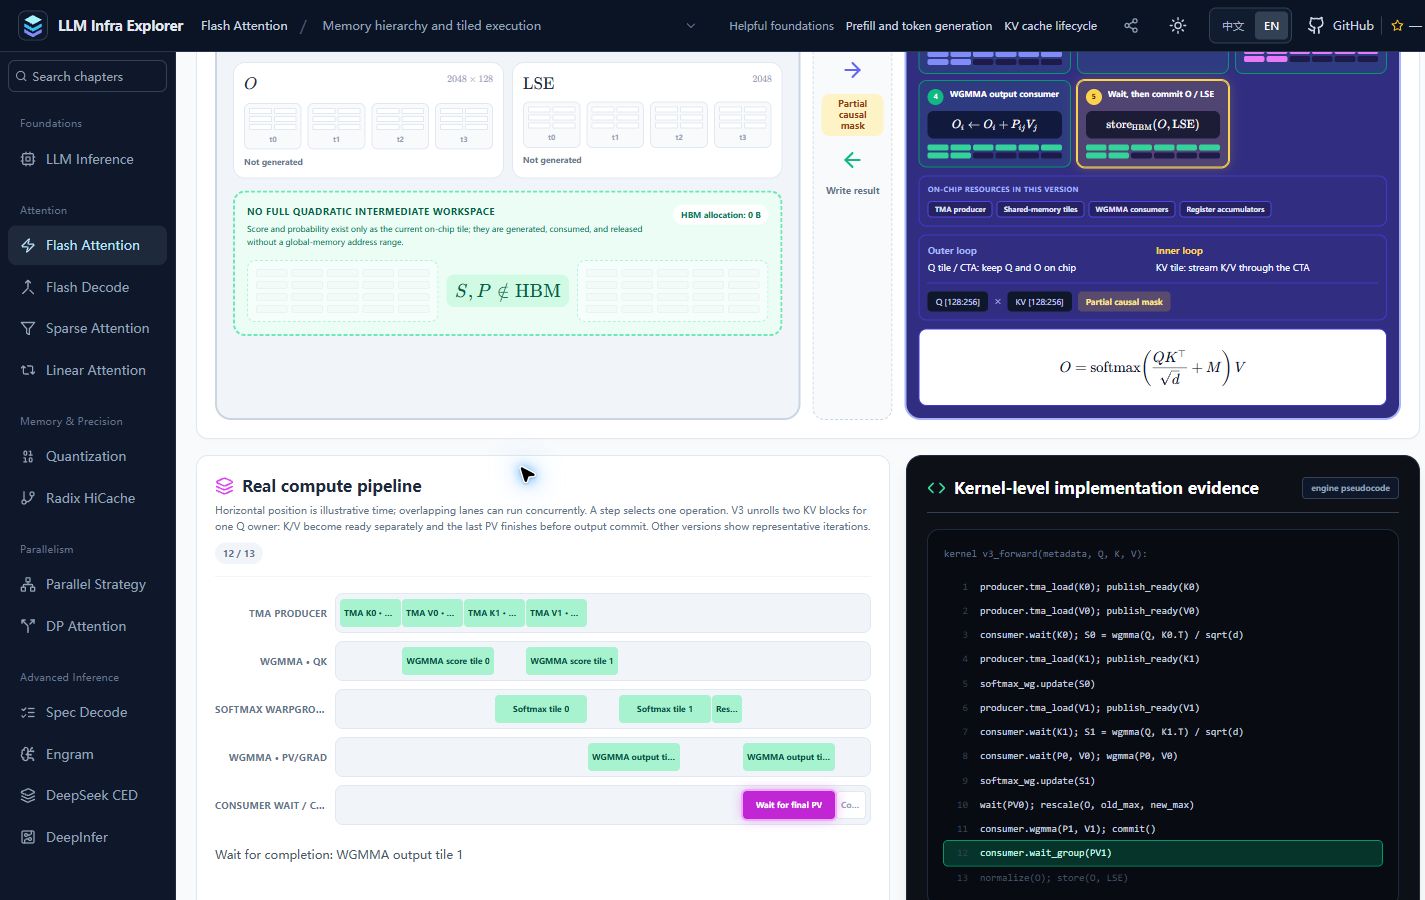 LLM Infra Explorer
Flash Attention / Memory hierarchy and tiled execution
Helpful foundations Prefill and token generation KV cache lifecycle
中文 EN GitHub
Search chapters
Foundations
LLM Inference
Attention
Flash Attention
Flash Decode
Sparse Attention
Linear Attention
Memory & Precision
Quantization
Radix HiCache
Parallelism
Parallel Strategy
DP Attention
Advanced Inference
Spec Decode
Engram
DeepSeek CED
DeepInfer
O 2048 × 128
t0 t1 t2 t3
Not generated
LSE 2048
t0 t1 t2 t3
Not generated
NO FULL QUADRATIC INTERMEDIATE WORKSPACE
HBM allocation: 0 B
Score and probability exist only as the current on-chip tile; they are generated, consumed, and released
without a global-memory address range.
S, P ∉ HBM
Partial
causal
mask
Write result
4 WGMMA output consumer
O_i ← O_i + P_ij V_j
5 Wait, then commit O / LSE
store_HBM(O, LSE)
ON-CHIP RESOURCES IN THIS VERSION
TMA producer Shared-memory tiles WGMMA consumers Register accumulators
Outer loop
Q tile / CTA: keep Q and O on chip
Inner loop
KV tile: stream K/V through the CTA
Q [128:256] × KV [128:256] Partial causal mask
O = softmax(QK^⊤ / √d + M) V
Real compute pipeline
Horizontal position is illustrative time; overlapping lanes can run concurrently. A step selects one operation. V3 unrolls two KV blocks for
one Q owner: K/V become ready separately and the last PV finishes before output commit. Other versions show representative iterations.
12 / 13
TMA PRODUCER TMA K0 • ... TMA V0 • ... TMA K1 • ... TMA V1 • ...
WGMMA • QK WGMMA score tile 0 WGMMA score tile 1
SOFTMAX WARPGRO... Softmax tile 0 Softmax tile 1 Res...
WGMMA • PV/GRAD WGMMA output ti... WGMMA output ti...
CONSUMER WAIT / C... Wait for final PV Co...
Wait for completion: WGMMA output tile 1
Kernel-level implementation evidence
engine pseudocode
kernel v3_forward(metadata, Q, K, V):
1 producer.tma_load(K0); publish_ready(K0)
2 producer.tma_load(V0); publish_ready(V0)
3 consumer.wait(K0); S0 = wgmma(Q, K0.T) / sqrt(d)
4 producer.tma_load(K1); publish_ready(K1)
5 softmax_wg.update(S0)
6 producer.tma_load(V1); publish_ready(V1)
7 consumer.wait(K1); S1 = wgmma(Q, K1.T) / sqrt(d)
8 consumer.wait(P0, V0); wgmma(P0, V0)
9 softmax_wg.update(S1)
10 wait(PV0); rescale(O, old_max, new_max)
11 consumer.wgmma(P1, V1); commit()
12 consumer.wait_group(PV1)
13 normalize(O); store(O, LSE)